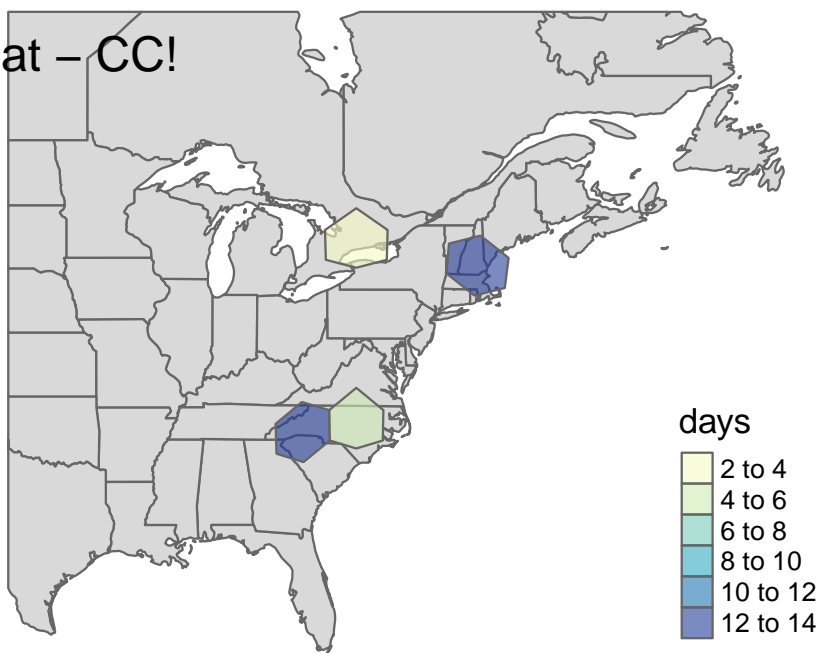 at – CC!
days
2 to 4
4 to 6
6 to 8
8 to 10
10 to 12
12 to 14